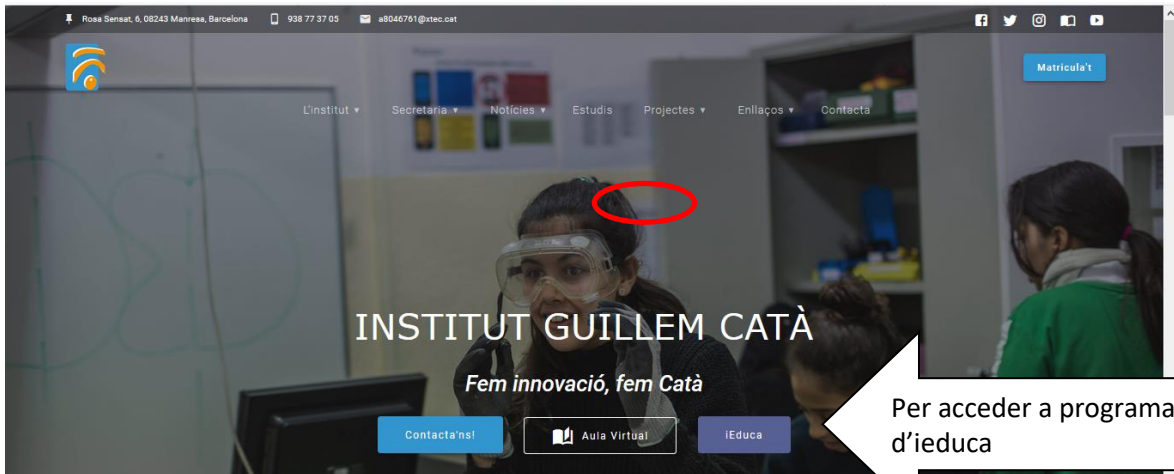 Rosa Sensat, 6, 08243 Manresa, Barcelona 938 77 37 05 a8046761@xtec.cat
Matricula't
L'institut Secretaria Notícies Estudis Projectes Enllaços Contacta
INSTITUT GUILLEM CATÀ
Fem innovació, fem Catà
Contacta'ns! Aula Virtual iEduca
Per acceder a programa
d'ieduca